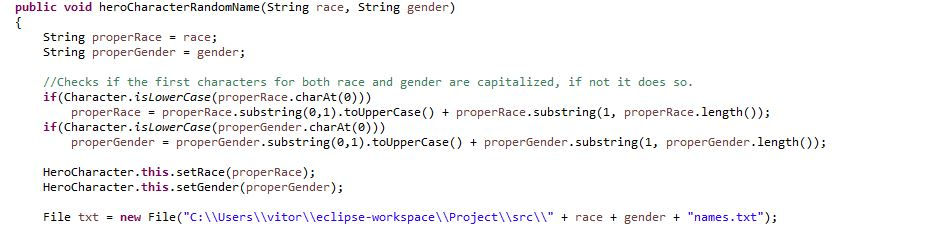 public void heroCharacterRandomName(String race, String gender)
{
    String properRace = race;
    String properGender = gender;

    //Checks if the first characters for both race and gender are capitalized, if not it does so.
    if(Character.isLowerCase(properRace.charAt(0)))
        properRace = properRace.substring(0,1).toUpperCase() + properRace.substring(1, properRace.length());
    if(Character.isLowerCase(properGender.charAt(0)))
        properGender = properGender.substring(0,1).toUpperCase() + properGender.substring(1, properGender.length());

    HeroCharacter.this.setRace(properRace);
    HeroCharacter.this.setGender(properGender);

    File txt = new File("C:\\Users\\vitor\\eclipse-workspace\\Project\\src\\" + race + gender + "names.txt");